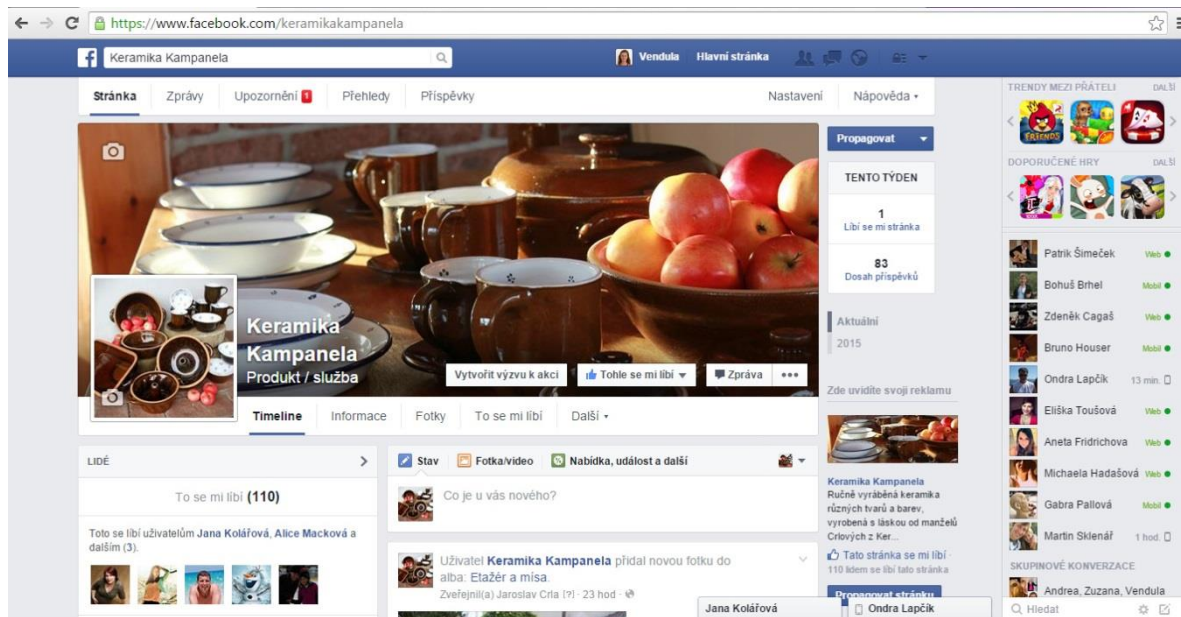 https://www.facebook.com/keramikakampanela
Keramika Kampanela
Vendula
Hlavní stránka
Stránka
Zprávy
Upozornění 1
Přehledy
Příspěvky
Nastavení
Nápověda
Keramika
Kampanela
Produkt / služba
Vytvořit výzvu k akci
Tohle se mi líbí
Zpráva
Timeline
Informace
Fotky
To se mi líbí
Další
LIDÉ
To se mi líbí (110)
Toto se líbí uživatelům Jana Kolářová, Alice Macková a
dalším (3).
Stav
Fotka/video
Nabídka, událost a další
Co je u vás nového?
Uživatel Keramika Kampanela přidal novou fotku do
alba: Etažér a mísa.
Zveřejnil(a) Jaroslav Crla [?] · 23 hod ·
Propagovat
TENTO TÝDEN
1
Líbí se mi stránka
83
Dosah příspěvků
Aktuální
2015
Zde uvidíte svoji reklamu
Keramika Kampanela
Ručně vyráběná keramika
různých tvarů a barev,
vyrobená s láskou od manželů
Crlových z Ker...
Tato stránka se mi líbí ·
110 lidem se líbí tato stránka
Propagovat stránku
TRENDY MEZI PŘÁTELI
DALŠÍ
FRIENDS
DOPORUČENÉ HRY
DALŠÍ
Patrik Šimeček
Web
Bohuš Brhel
Mobil
Zdeněk Cagaš
Web
Bruno Houser
Mobil
Ondra Lapčík
13 min.
Eliška Toušová
Web
Aneta Fridrichova
Web
Michaela Hadašová
Web
Gabra Pallová
Mobil
Martin Sklenář
1 hod.
SKUPINOVÉ KONVERZACE
Andrea, Zuzana, Vendula
Hledat
Jana Kolářová
Ondra Lapčík